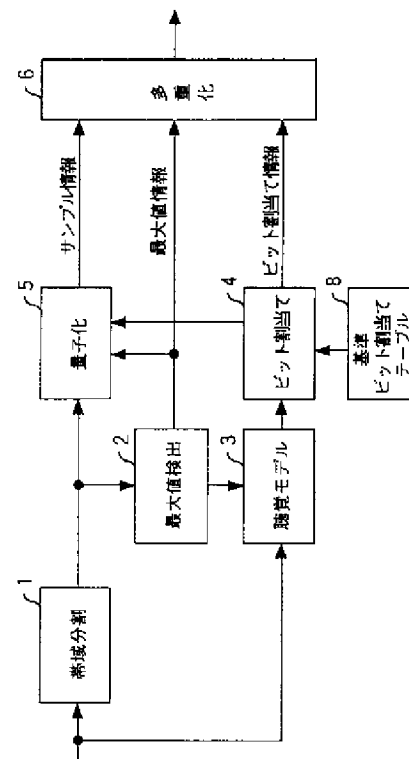 1
帯域分割
2
最大値検出
3
聴覚モデル
5
量子化
4
ビット割当て
8
基準
ビット割当て
テーブル
サンプル情報
最大値情報
ビット割当て情報
6
多重化